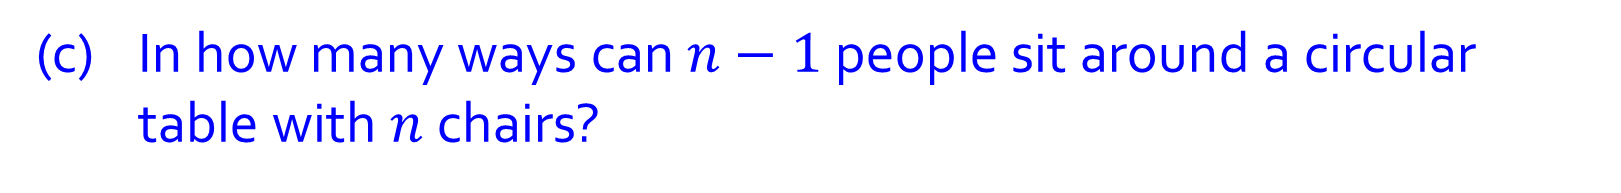 (c) In how many ways can n − 1 people sit around a circular
table with n chairs?